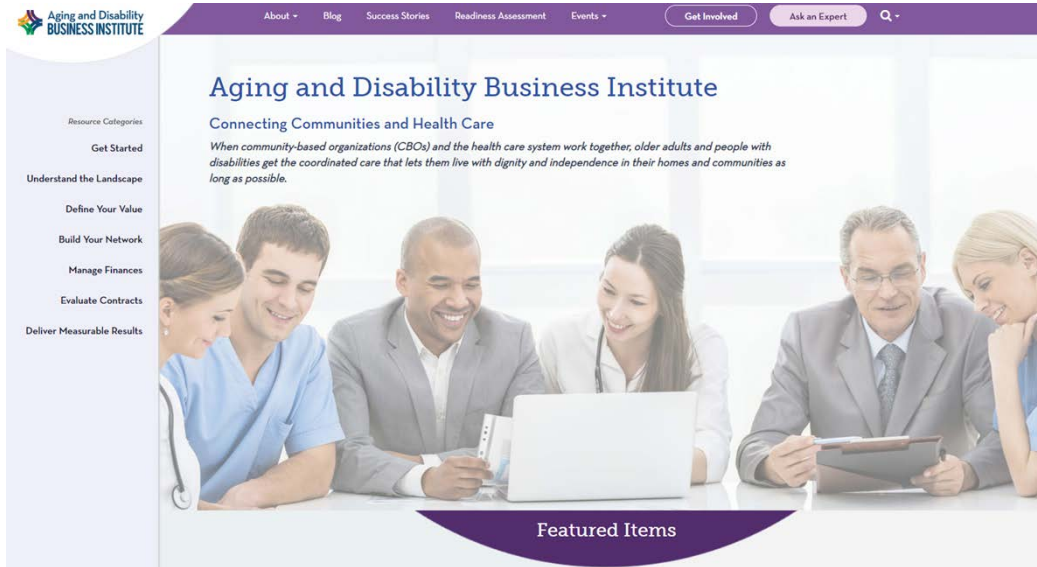 Aging and Disability
BUSINESS INSTITUTE
About
Blog
Success Stories
Readiness Assessment
Events
Get Involved
Ask an Expert
Resource Categories
Get Started
Understand the Landscape
Define Your Value
Build Your Network
Manage Finances
Evaluate Contracts
Deliver Measurable Results
Aging and Disability Business Institute
Connecting Communities and Health Care
When community-based organizations (CBOs) and the health care system work together, older adults and people with
disabilities get the coordinated care that lets them live with dignity and independence in their homes and communities as
long as possible.
Featured Items